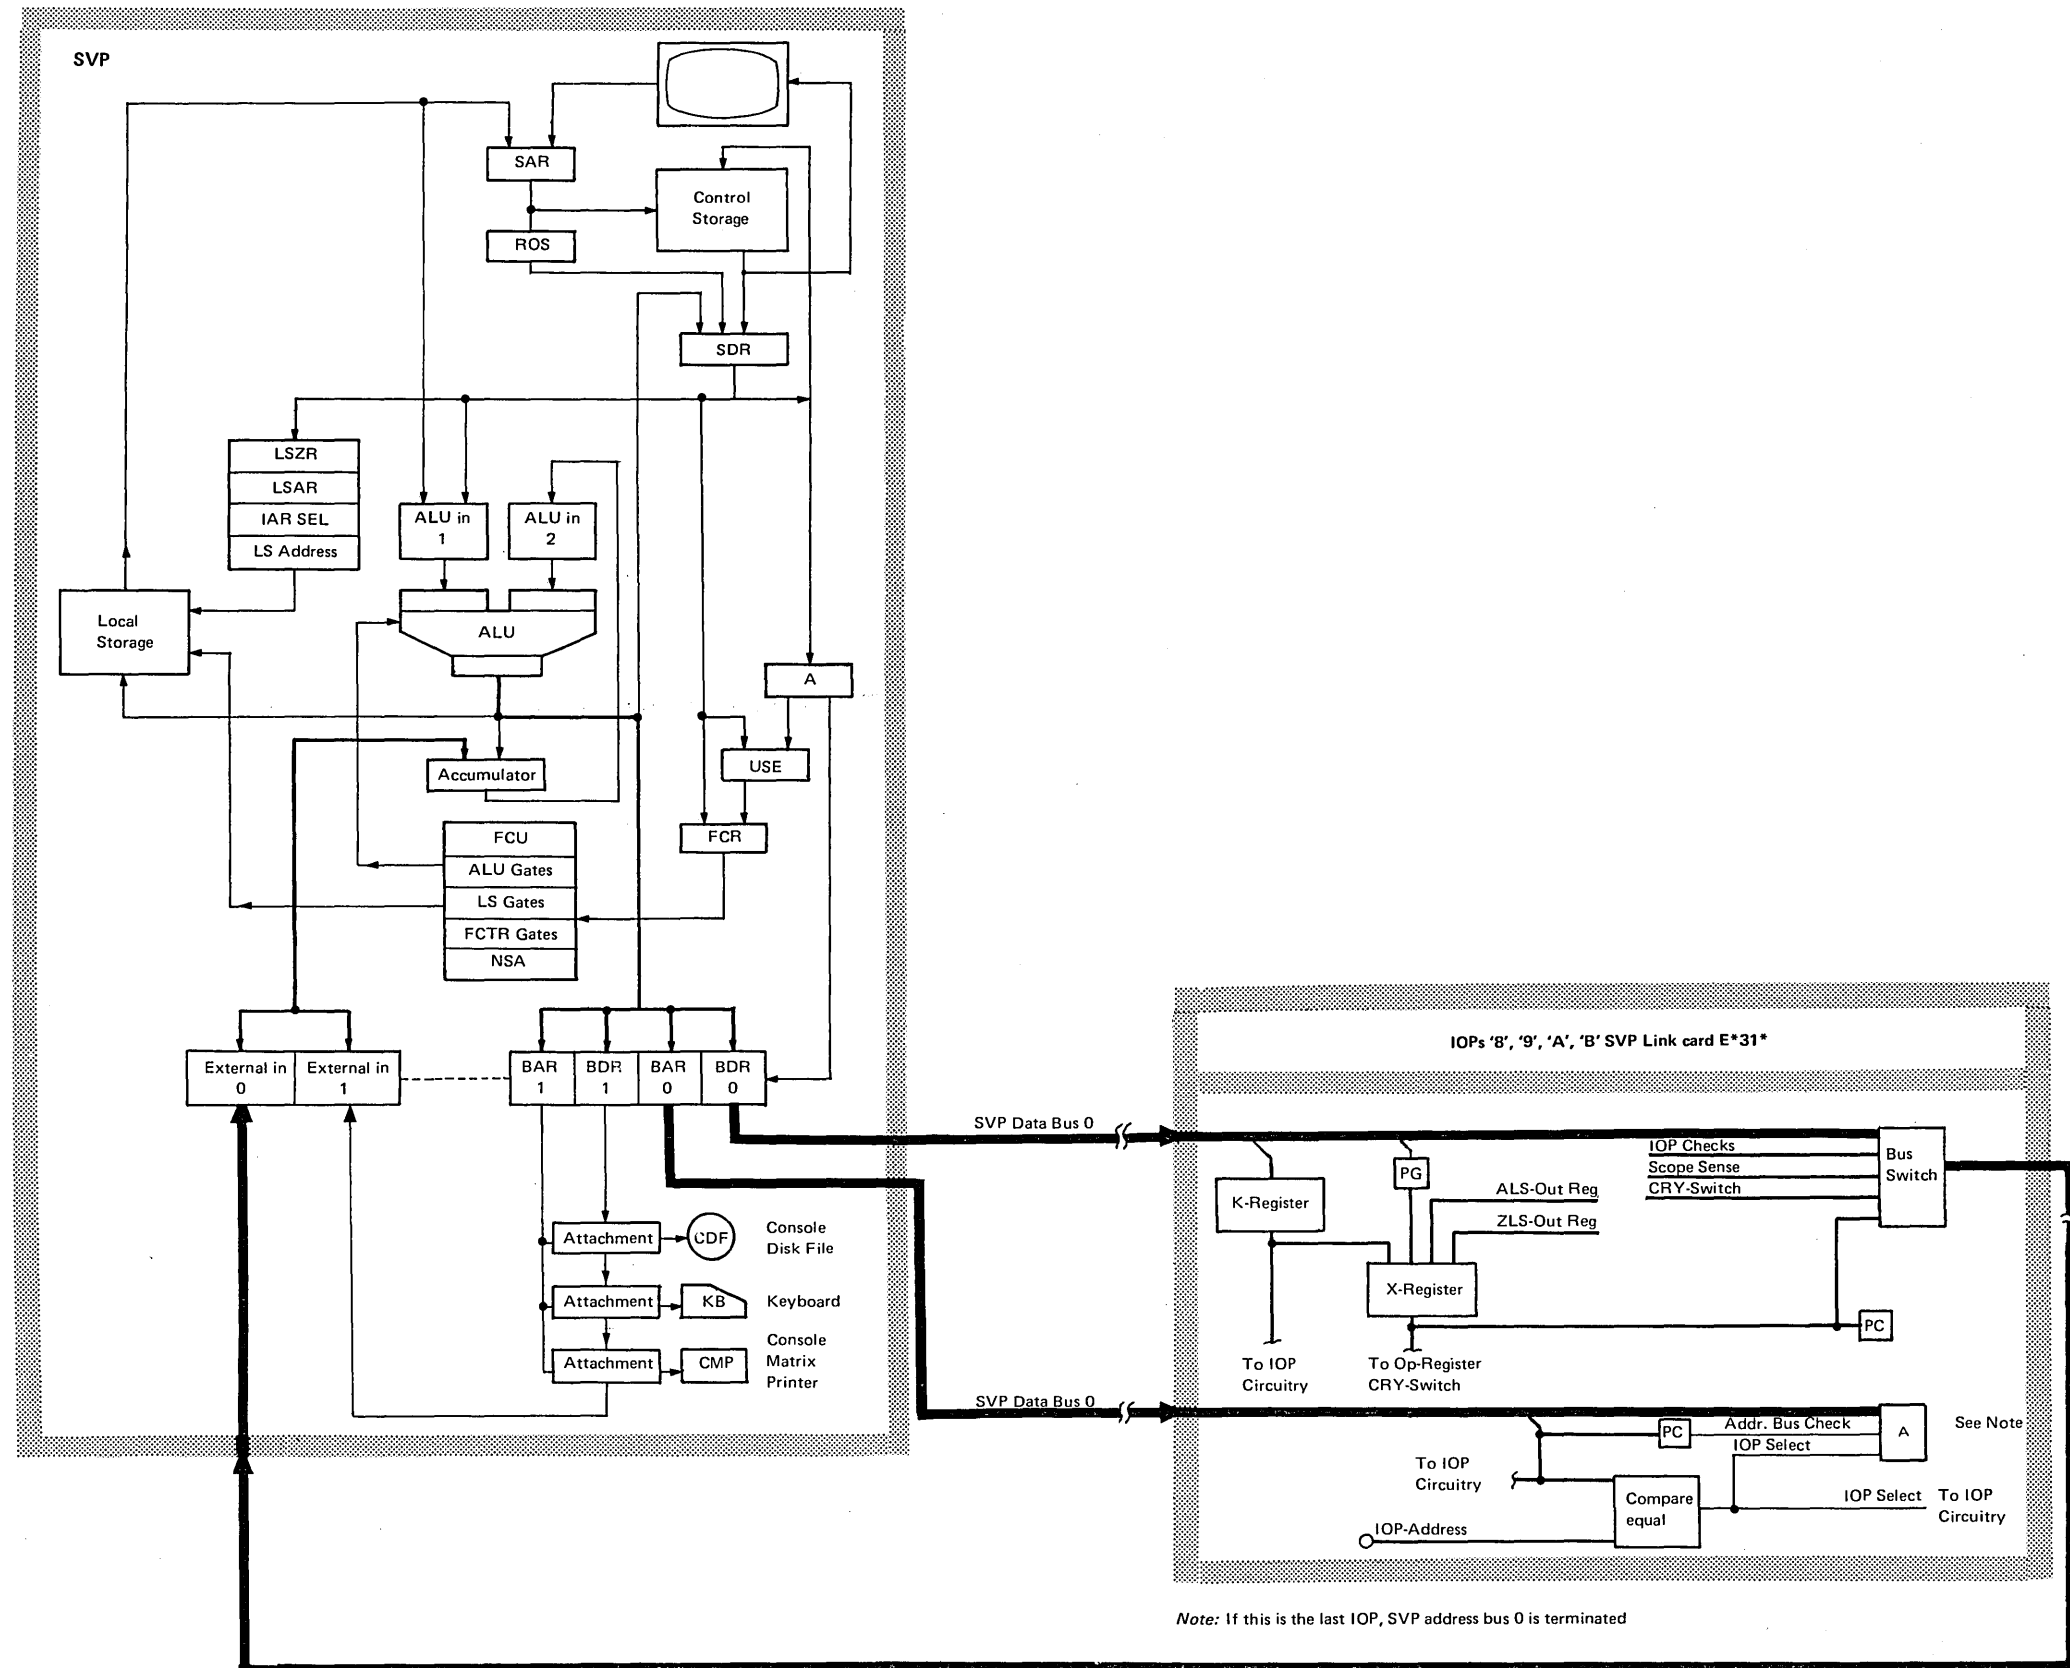 SVP
SAR
Control
Storage
ROS
SDR
LSZR
LSAR
IAR SEL
LS Address
ALU in
1
ALU in
2
Local
Storage
ALU
A
Accumulator
USE
FCR
FCU
ALU Gates
LS Gates
FCTR Gates
NSA
External in
0
External in
1
BAR
1
BDR
1
BAR
0
BDR
0
Attachment
CDF
Console
Disk File
Attachment
KB
Keyboard
Attachment
CMP
Console
Matrix
Printer
SVP Data Bus 0
SVP Data Bus 0
IOPs '8', '9', 'A', 'B' SVP Link card E*31*
IOP Checks
Scope Sense
CRY-Switch
Bus
Switch
PG
K-Register
ALS-Out Reg
ZLS-Out Reg
X-Register
PC
To IOP
Circuitry
To Op-Register
CRY-Switch
PC
Addr. Bus Check
IOP Select
A
See Note
To IOP
Circuitry
Compare
equal
IOP Select
To IOP
Circuitry
IOP-Address
Note: If this is the last IOP, SVP address bus 0 is terminated